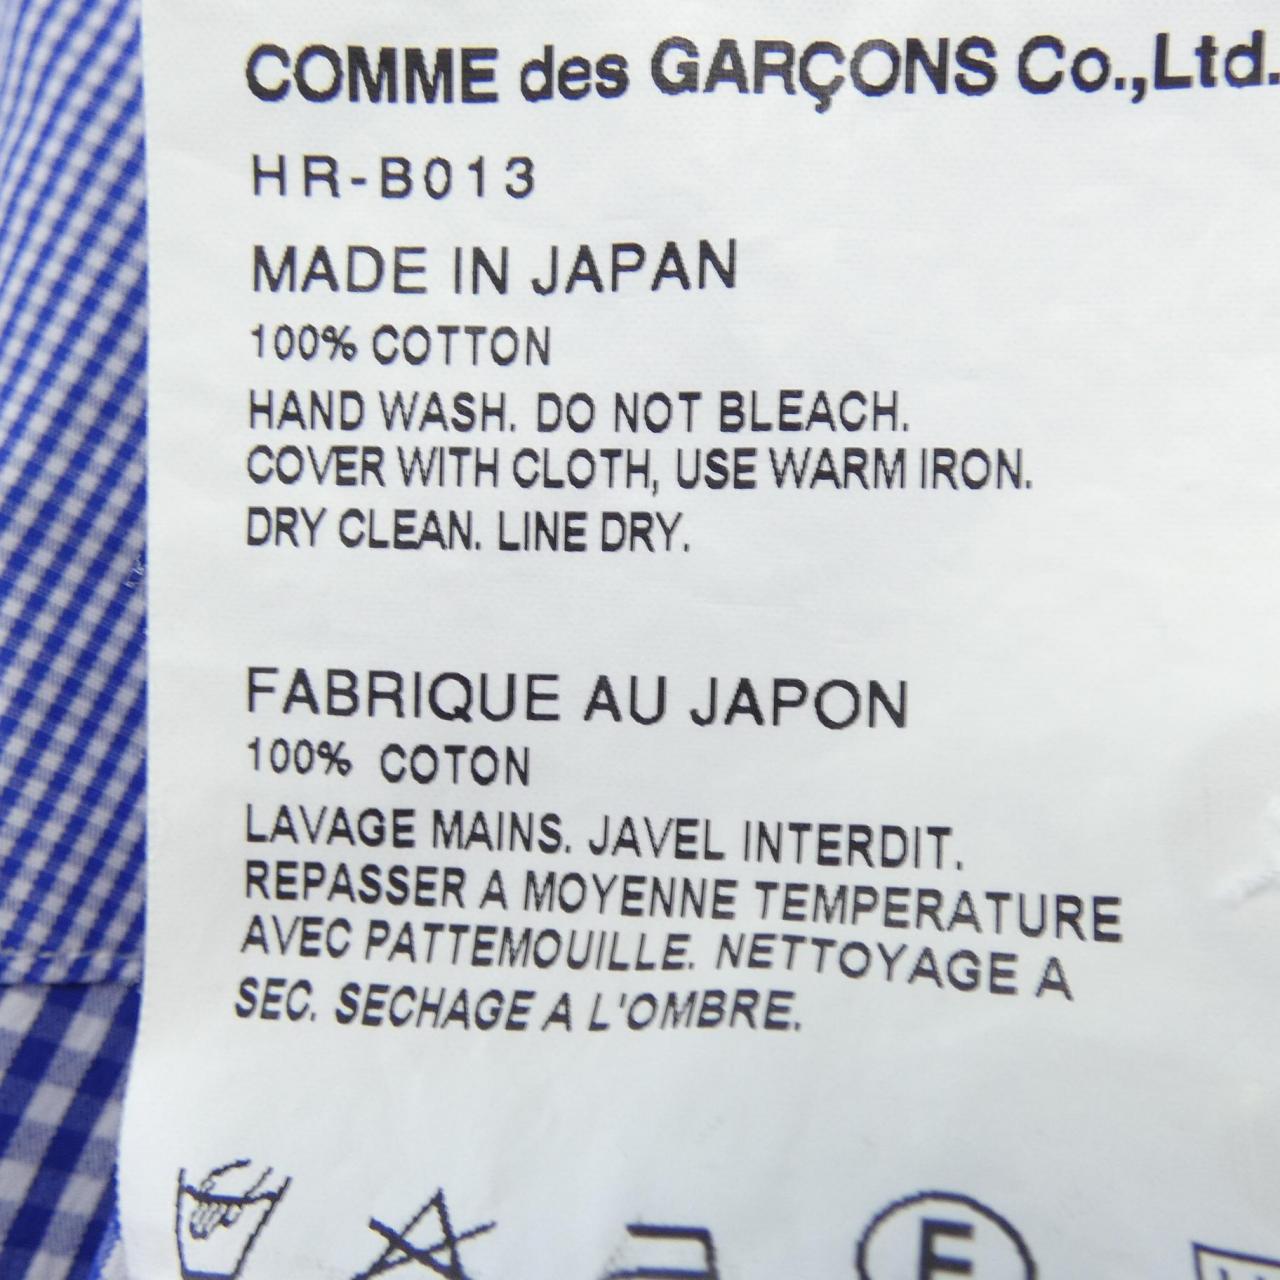 COMME des GARÇONS Co.,Ltd.
HR-B013
MADE IN JAPAN
100% COTTON
HAND WASH. DO NOT BLEACH.
COVER WITH CLOTH, USE WARM IRON.
DRY CLEAN. LINE DRY.
FABRIQUE AU JAPON
100% COTON
LAVAGE MAINS. JAVEL INTERDIT.
REPASSER A MOYENNE TEMPERATURE
AVEC PATTEMOUILLE. NETTOYAGE A
SEC. SECHAGE A L'OMBRE.
F